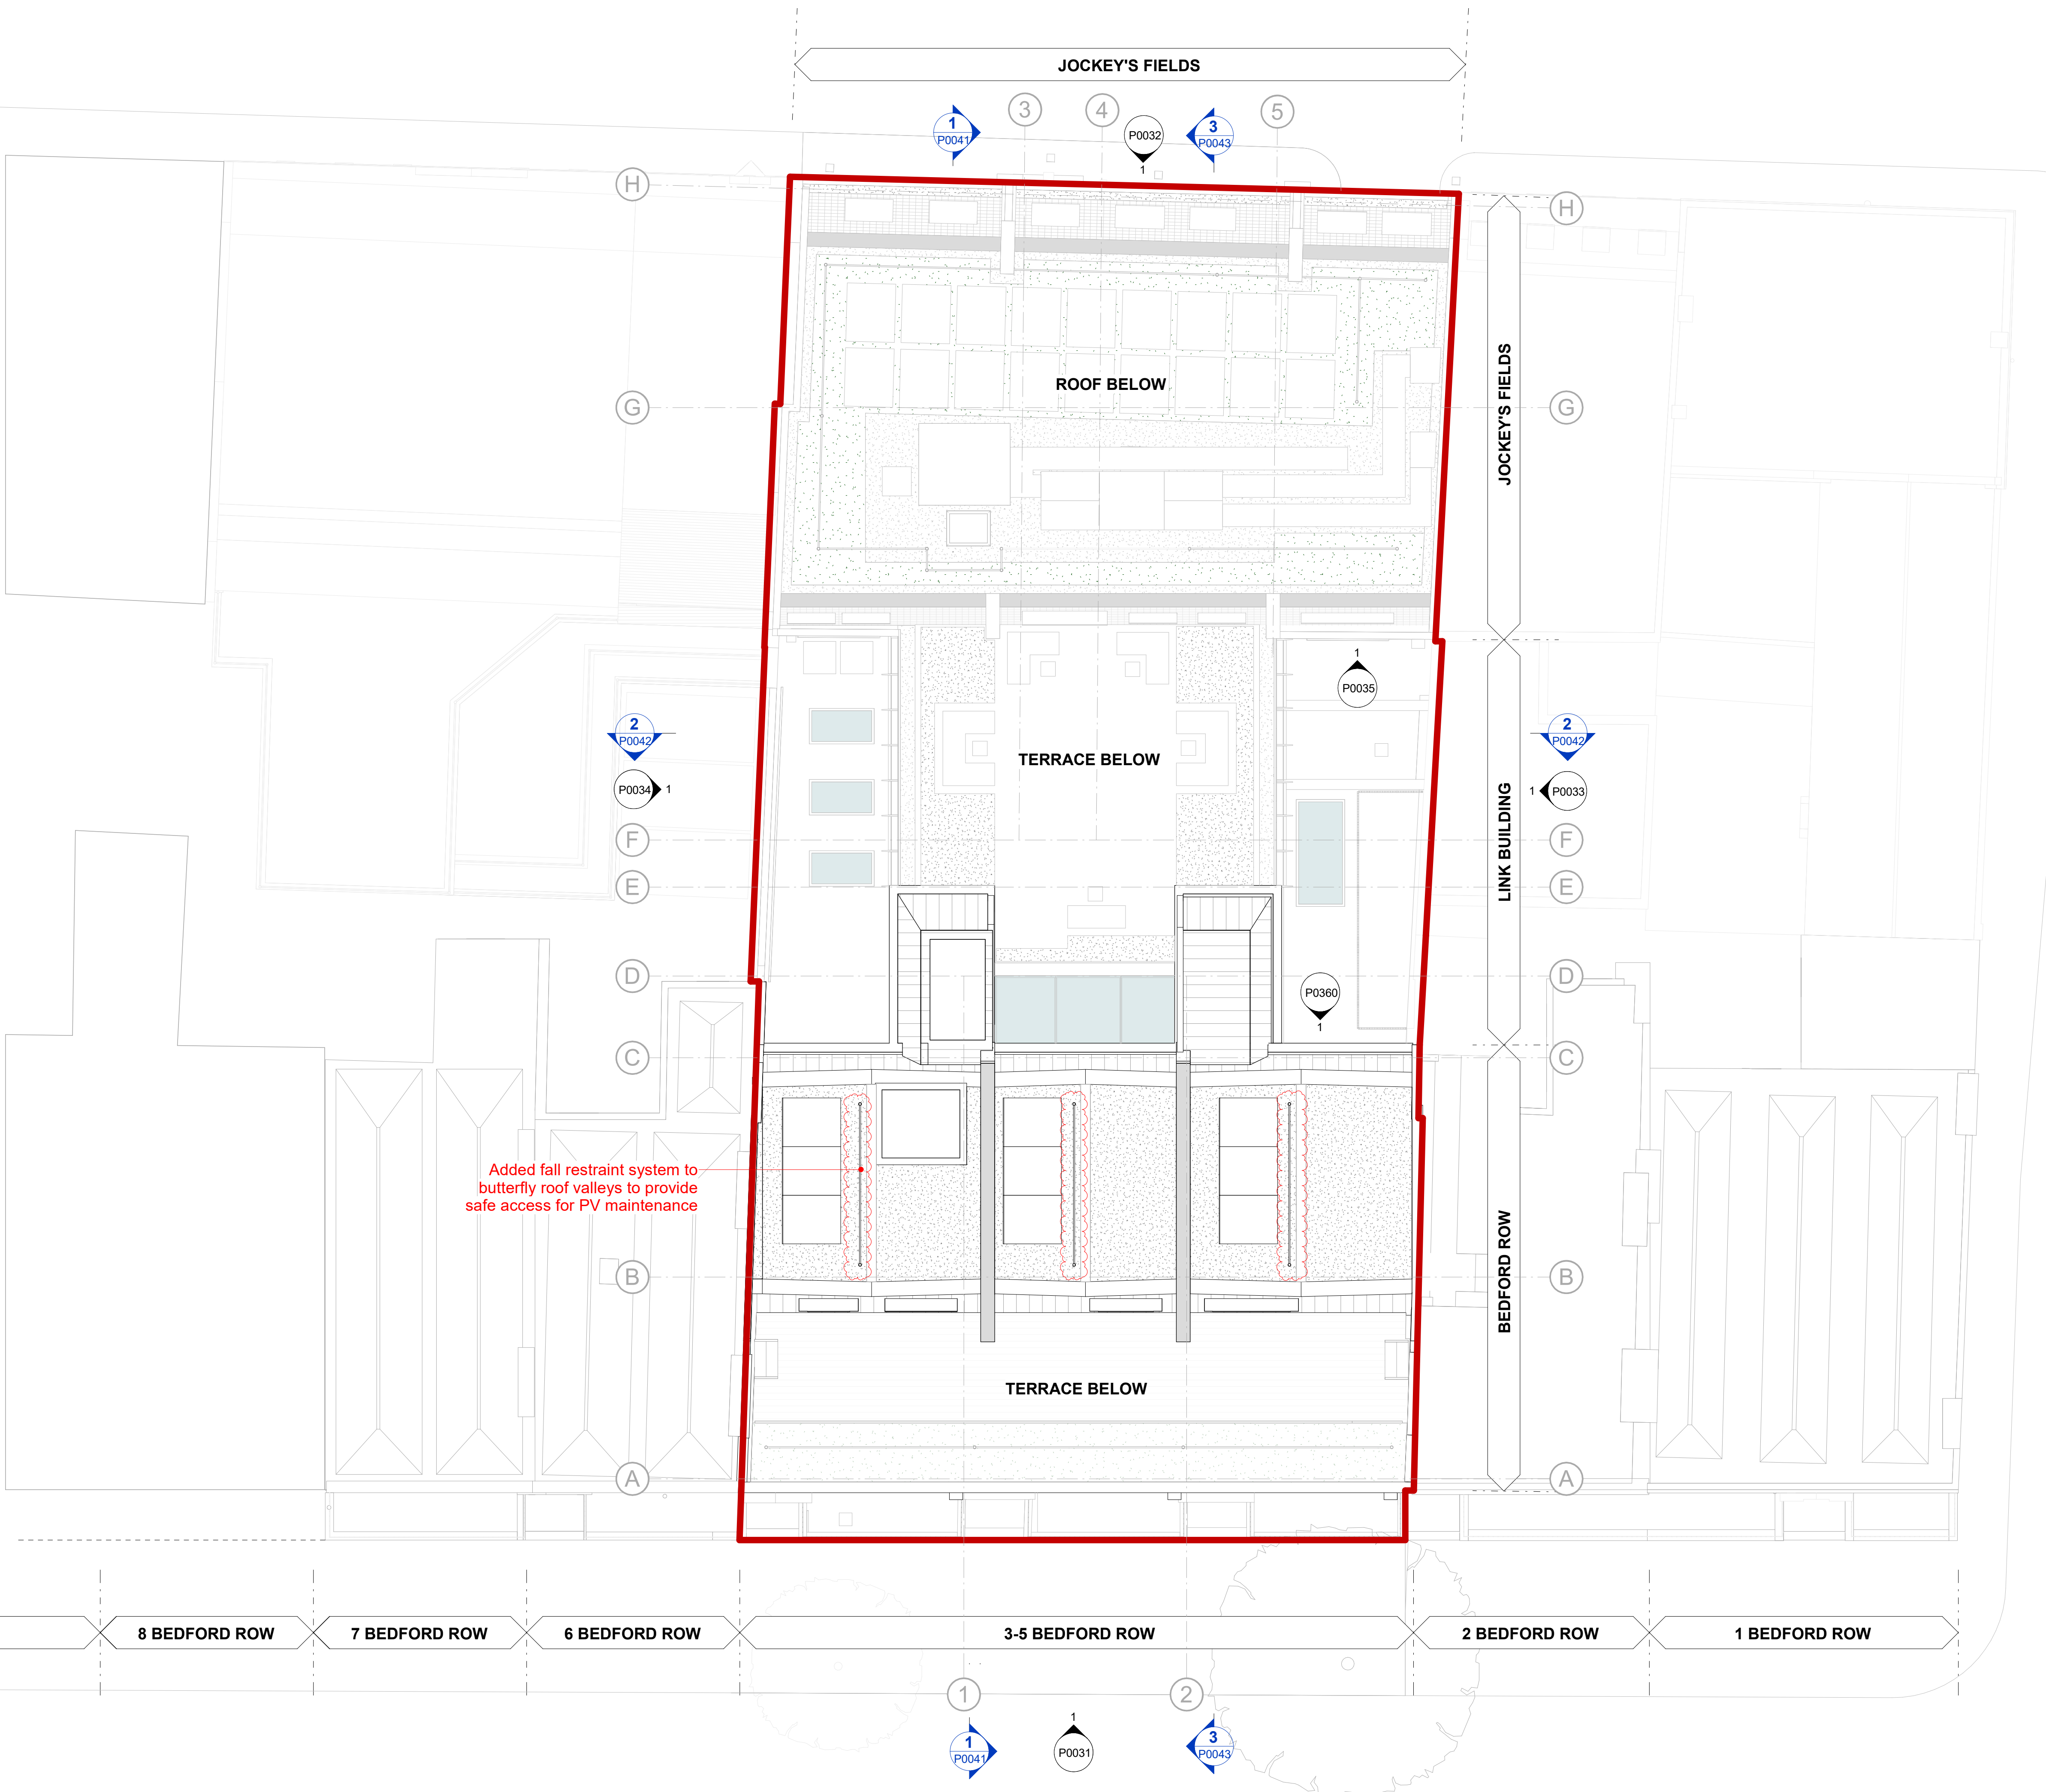 JOCKEY'S FIELDS
3
4
5
1
P0041
P0032
1
3
P0043
H
H
JOCKEY'S FIELDS
ROOF BELOW
G
G
1
P0035
2
P0042
2
P0042
TERRACE BELOW
P0034
1
1
P0033
LINK BUILDING
F
F
E
E
D
D
P0360
1
C
C
Added fall restraint system to
butterfly roof valleys to provide
safe access for PV maintenance
BEDFORD ROW
B
B
TERRACE BELOW
A
A
8 BEDFORD ROW
7 BEDFORD ROW
6 BEDFORD ROW
3-5 BEDFORD ROW
2 BEDFORD ROW
1 BEDFORD ROW
1
2
1
P0041
1
P0031
3
P0043